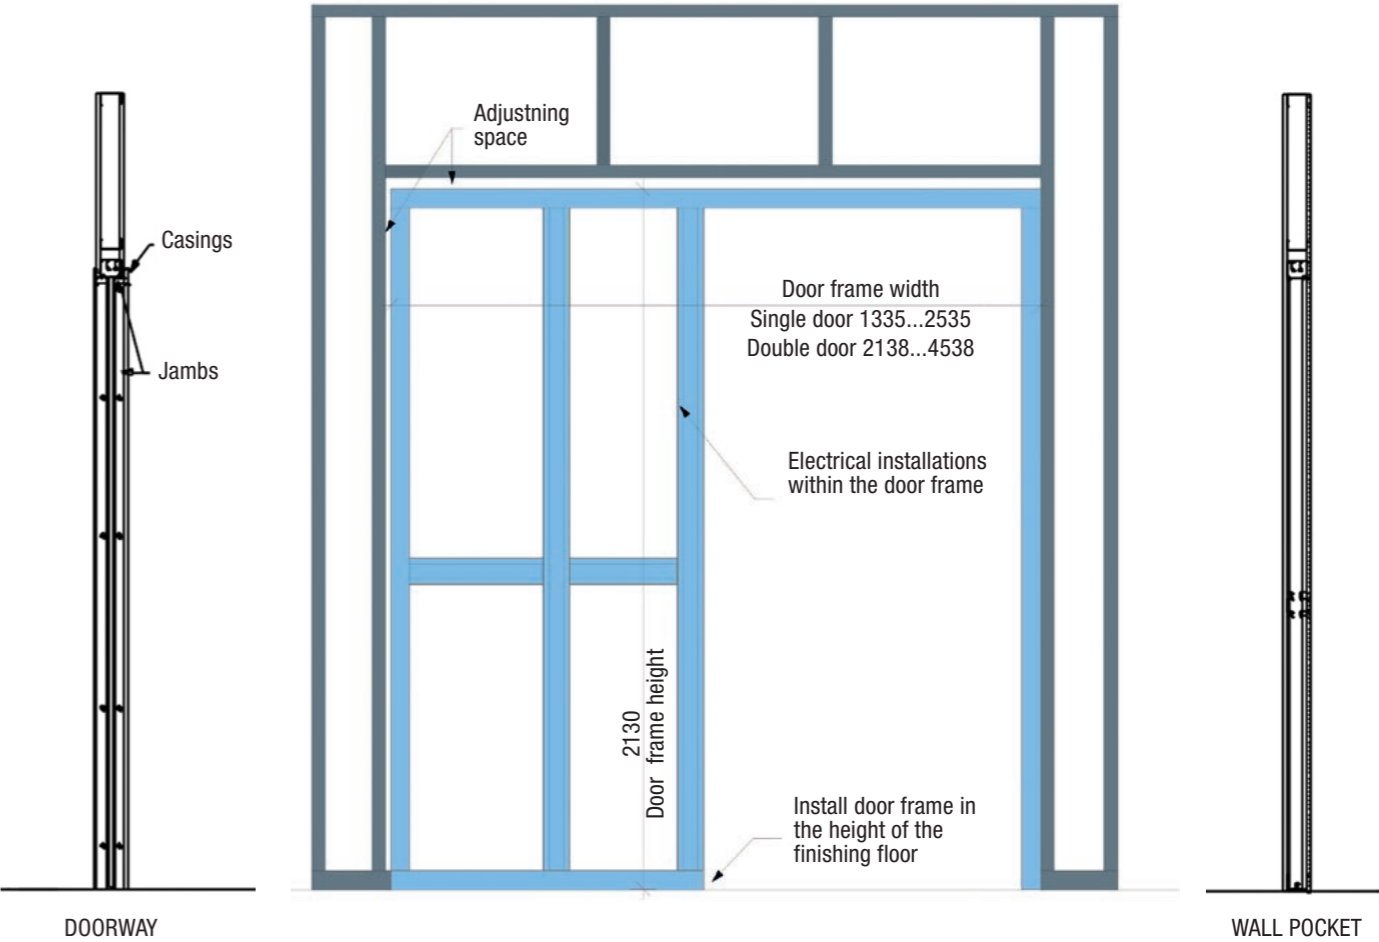 Adjustning
space
Casings
Jambs
Door frame width
Single door 1335...2535
Double door 2138...4538
Electrical installations
within the door frame
2130
Door frame height
Install door frame in
the height of the
finishing floor
DOORWAY
WALL POCKET